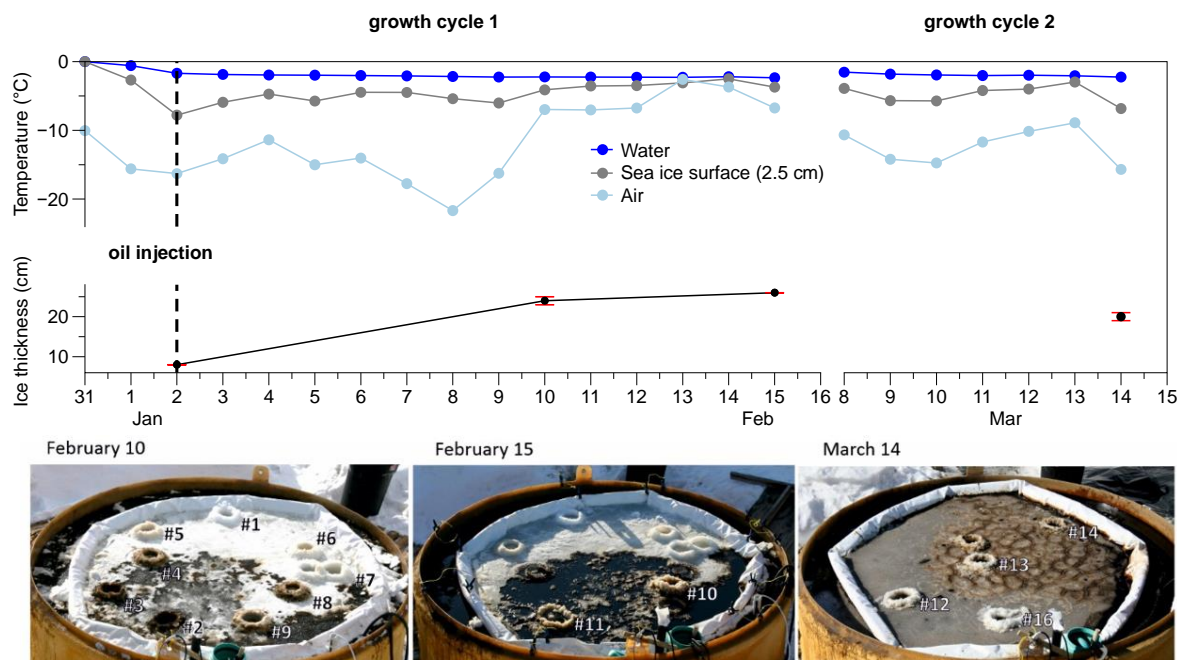 growth cycle 1
growth cycle 2
Temperature (°C)
0
−10
−20
Water
Sea ice surface (2.5 cm)
Air
oil injection
Ice thickness (cm)
20
10
31 1 2 3 4 5 6 7 8 9 10 11 12 13 14 15 16 8 9 10 11 12 13 14 15
Jan Feb Mar
February 10
February 15
March 14
#5 #1
#6
#4
#7
#3 #8
#2 #9
#10
#11
#14
#13
#12
#16